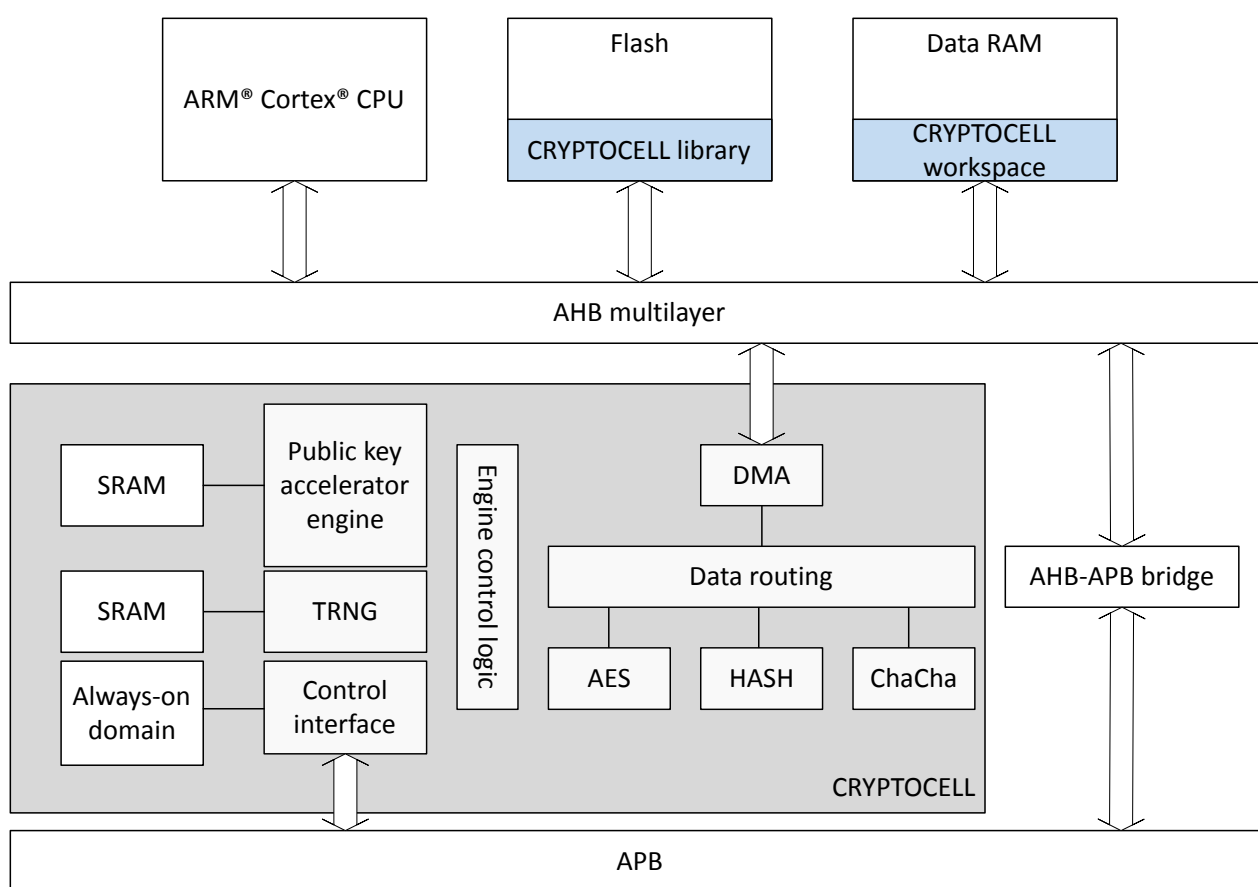 ARM® Cortex® CPU
Flash
CRYPTOCELL library
Data RAM
CRYPTOCELL
workspace
AHB multilayer
SRAM
Public key
accelerator
engine
Engine control logic
DMA
Data routing
AHB-APB bridge
SRAM
TRNG
Always-on
domain
Control
interface
AES
HASH
ChaCha
CRYPTOCELL
APB